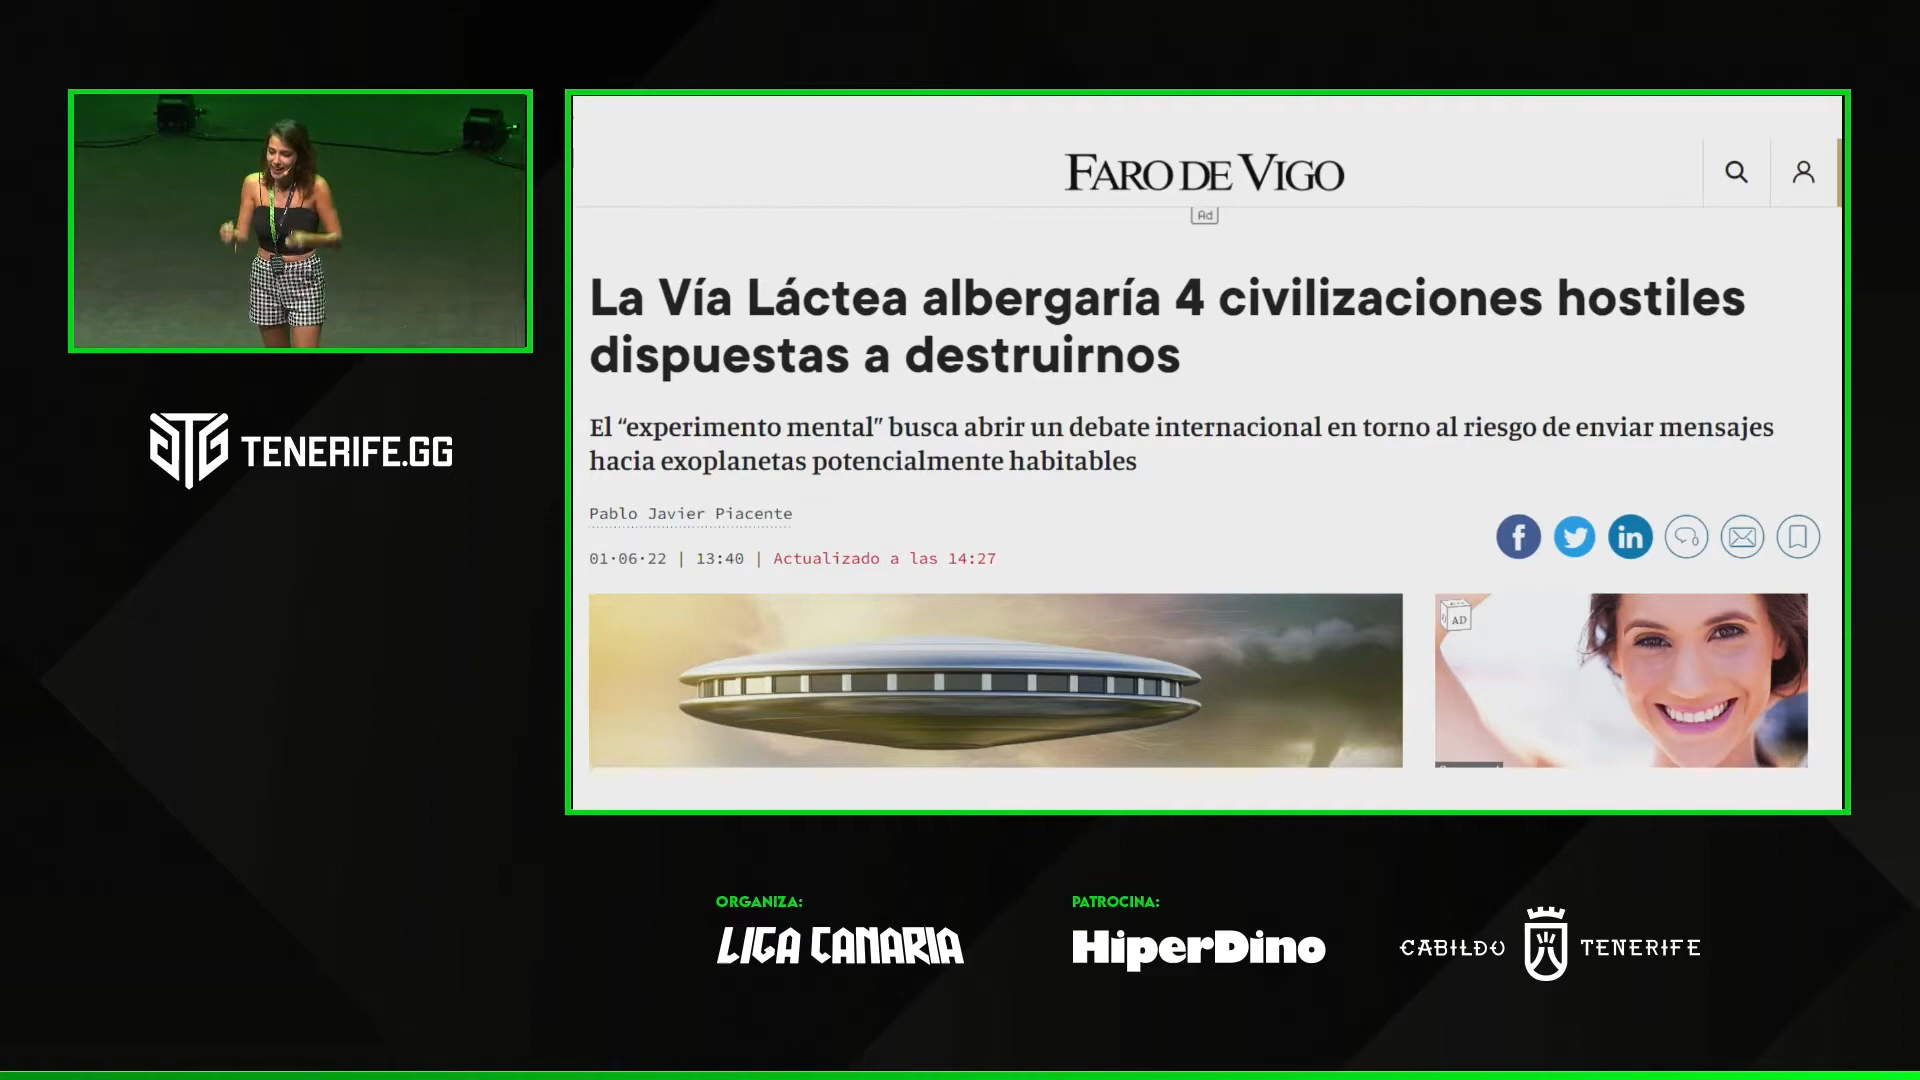 FARO DE VIGO
Ad
La Vía Láctea albergaría 4 civilizaciones hostiles
dispuestas a destruirnos
El “experimento mental” busca abrir un debate internacional en torno al riesgo de enviar mensajes
hacia exoplanetas potencialmente habitables
Pablo Javier Piacente
01·06·22 | 13:40 | Actualizado a las 14:27
f
in
0
AD
TENERIFE.GG
ORGANIZA:
LIGA CANARIA
PATROCINA:
HiperDino
CABILDO TENERIFE